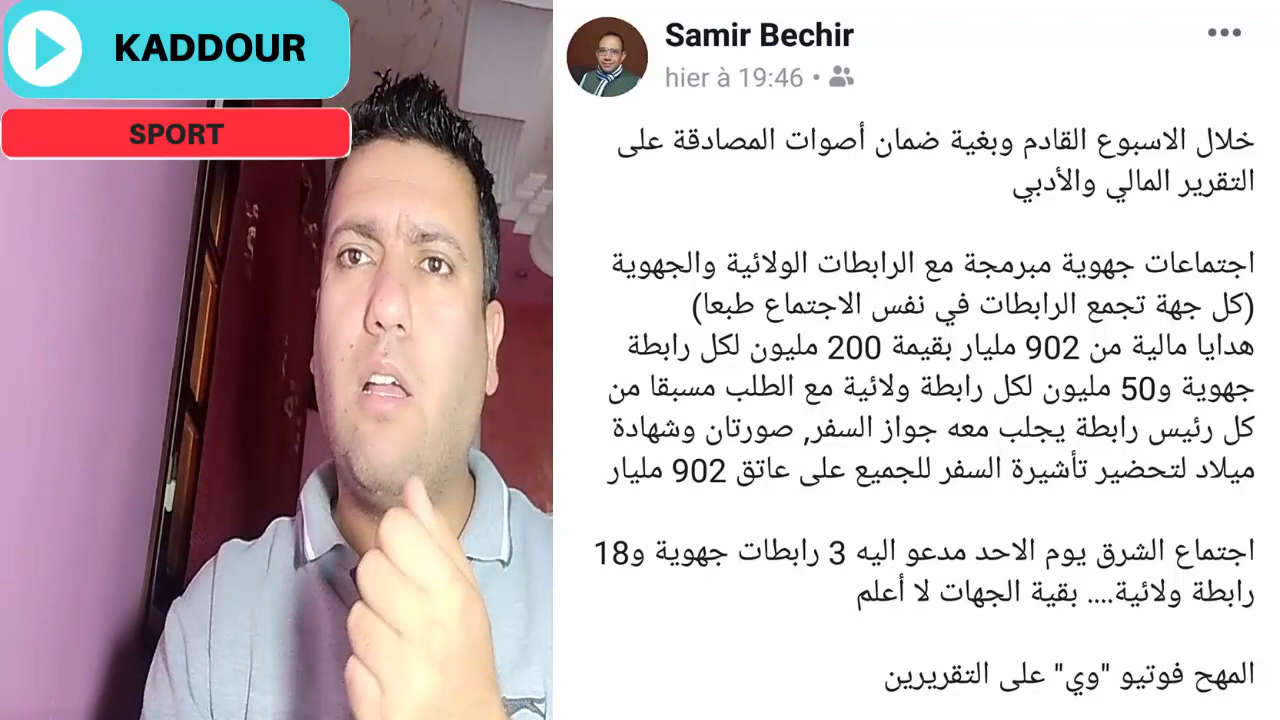 KADDOUR
SPORT
Samir Bechir
hier à 19:46
خلال الاسبوع القادم وبغية ضمان أصوات المصادقة على
التقرير المالي والأدبي
اجتماعات جهوية مبرمجة مع الرابطات الولائية والجهوية
(كل جهة تجمع الرابطات في نفس الاجتماع طبعا)
هدايا مالية من 902 مليار بقيمة 200 مليون لكل رابطة
جهوية و50 مليون لكل رابطة ولائية مع الطلب مسبقا من
كل رئيس رابطة يجلب معه جواز السفر, صورتان وشهادة
ميلاد لتحضير تأشيرة السفر للجميع على عاتق 902 مليار
اجتماع الشرق يوم الاحد مدعو اليه 3 رابطات جهوية و18
رابطة ولائية.... بقية الجهات لا أعلم
المهح فوتيو "وي" على التقريرين